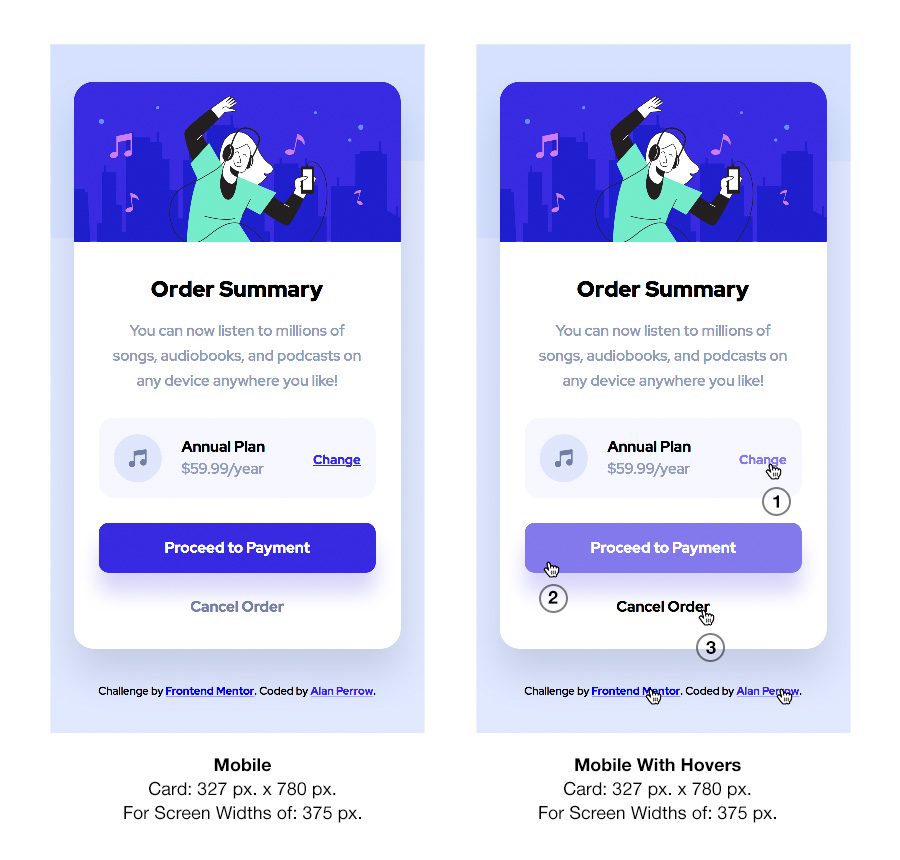 Order Summary
You can now listen to millions of
songs, audiobooks, and podcasts on
any device anywhere you like!
Annual Plan
$59.99/year
Change
Proceed to Payment
Cancel Order
Challenge by Frontend Mentor. Coded by Alan Perrow.
Mobile
Card: 327 px. x 780 px.
For Screen Widths of: 375 px.
Order Summary
You can now listen to millions of
songs, audiobooks, and podcasts on
any device anywhere you like!
Annual Plan
$59.99/year
Change
1
Proceed to Payment
2
Cancel Order
3
Challenge by Frontend Mentor. Coded by Alan Perrow.
Mobile With Hovers
Card: 327 px. x 780 px.
For Screen Widths of: 375 px.